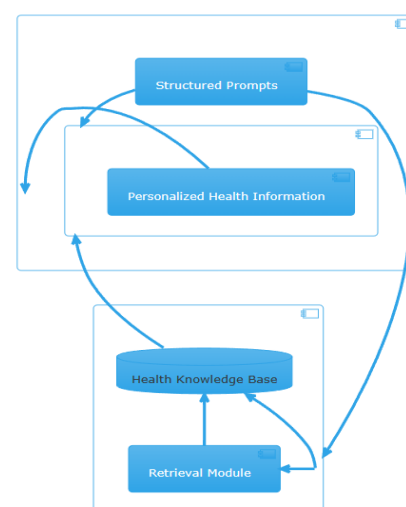 Structured Prompts
Personalized Health Information
Health Knowledge Base
Retrieval Module